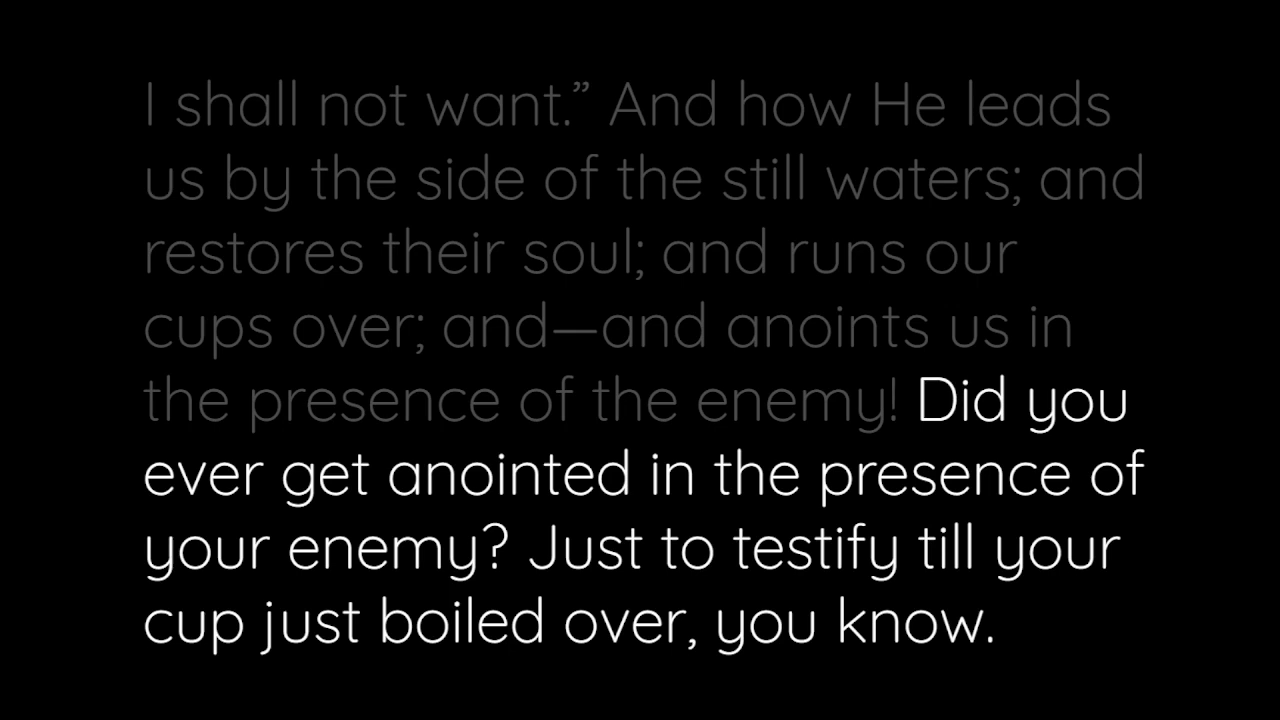 I shall not want.” And how He leads
us by the side of the still waters; and
restores their soul; and runs our
cups over; and—and anoints us in
the presence of the enemy! Did you
ever get anointed in the presence of
your enemy? Just to testify till your
cup just boiled over, you know.